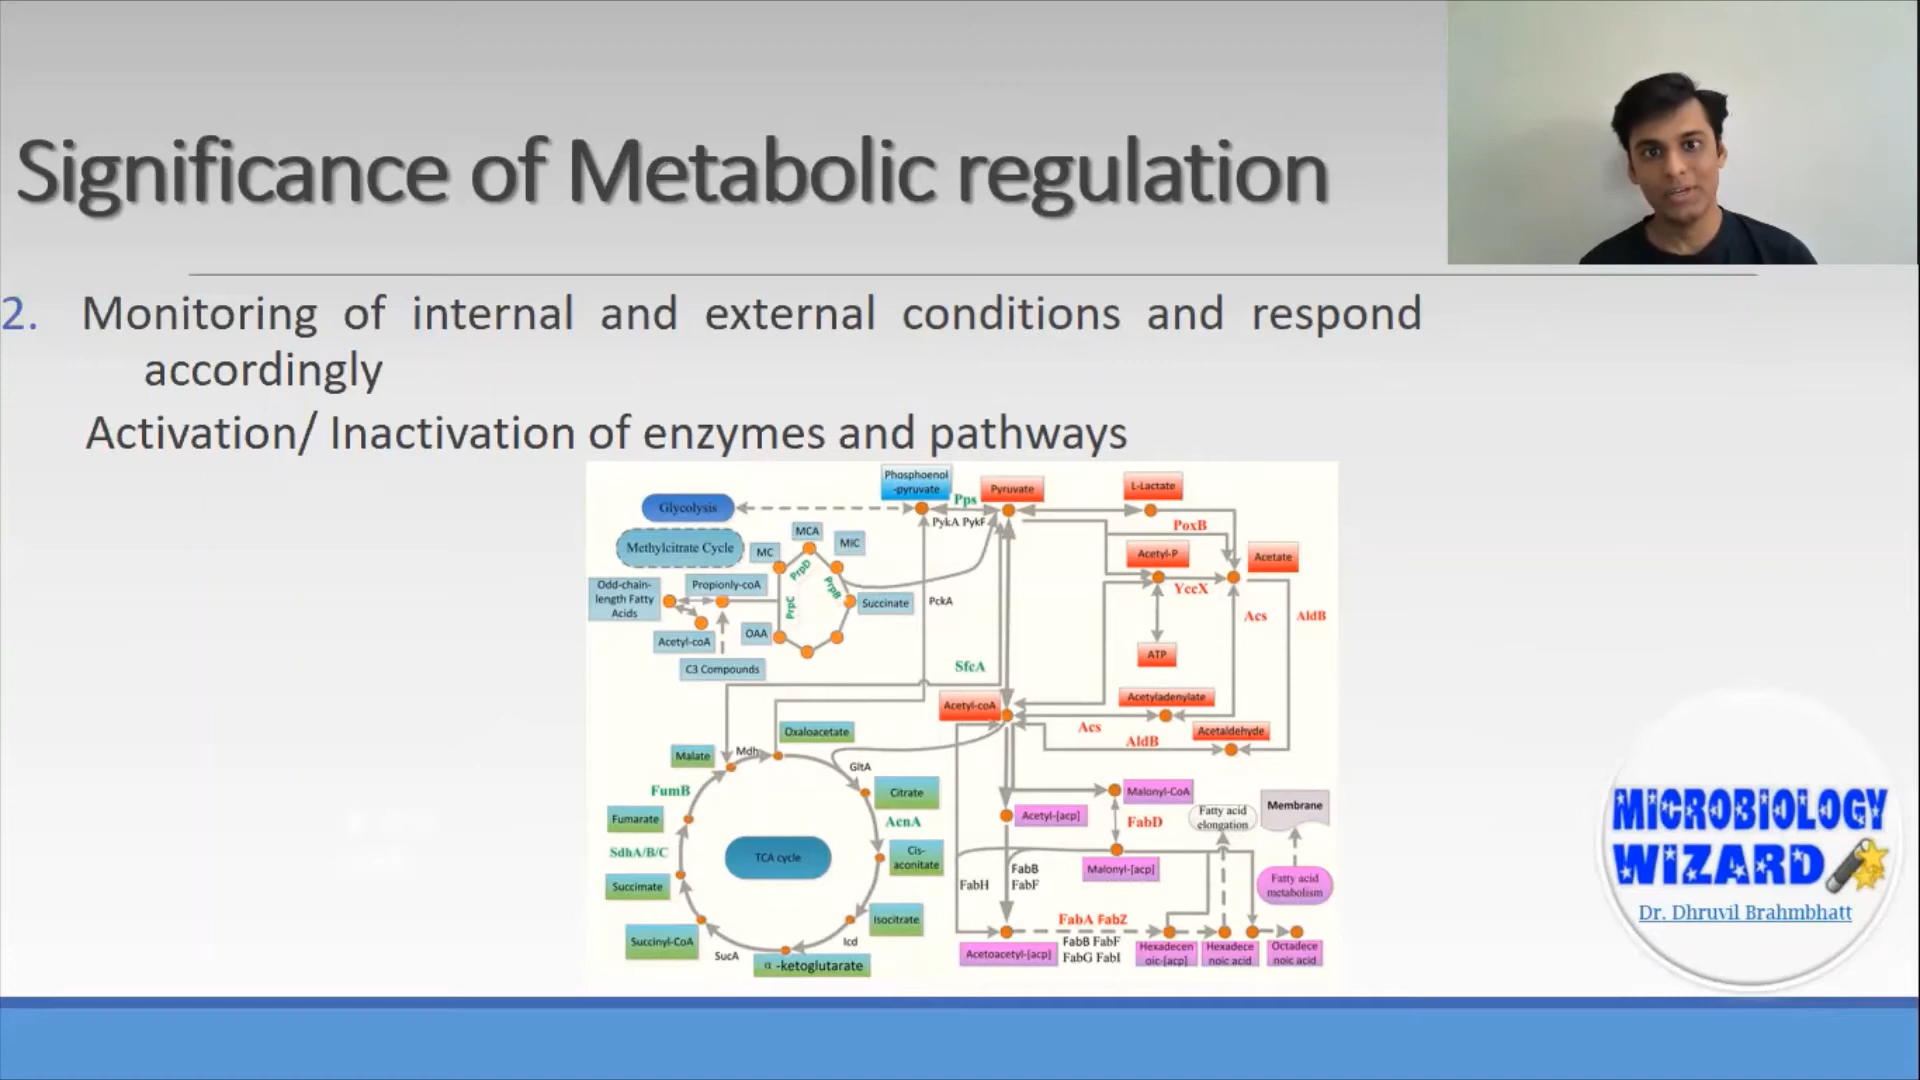 Significance of Metabolic regulation
2. Monitoring of internal and external conditions and respond
accordingly
Activation/ Inactivation of enzymes and pathways
Phosphoenol
-pyruvate
Pps
Pyruvate
L-Lactate
Glycolysis
PykA PykF
PoxB
Methylcitrate Cycle
MC
MCA
MIC
Acetyl-P
Acetate
Odd-chain-
length Fatty
Acids
Propionly-coA
PrpD
PrpB
PrpC
Succinate
PckA
YccX
Acs
AldB
Acetyl-coA
OAA
C3 Compounds
ATP
SfcA
Acetyl-coA
Acetyladenylate
Acs
Acetaldehyde
AldB
Oxaloacetate
Malate
Mdh
GltA
FumB
Citrate
Fumarate
AcnA
SdhA/B/C
TCA cycle
Cis-
aconitate
Succimate
Isocitrate
Succinyl-CoA
Icd
SucA
α-ketoglutarate
Malonyl-CoA
Acetyl-[acp]
FabD
Fatty acid
elongation
Membrane
Malonyl-[acp]
FabH
FabB
FabF
Fatty acid
metabolism
FabA FabZ
FabB FabF
FabG FabI
Acetoacetyl-[acp]
Hexadecen
oic-[acp]
Hexadece
noic acid
Octadece
noic acid
MICROBIOLOGY
WIZARD
Dr. Dhruvil Brahmbhatt